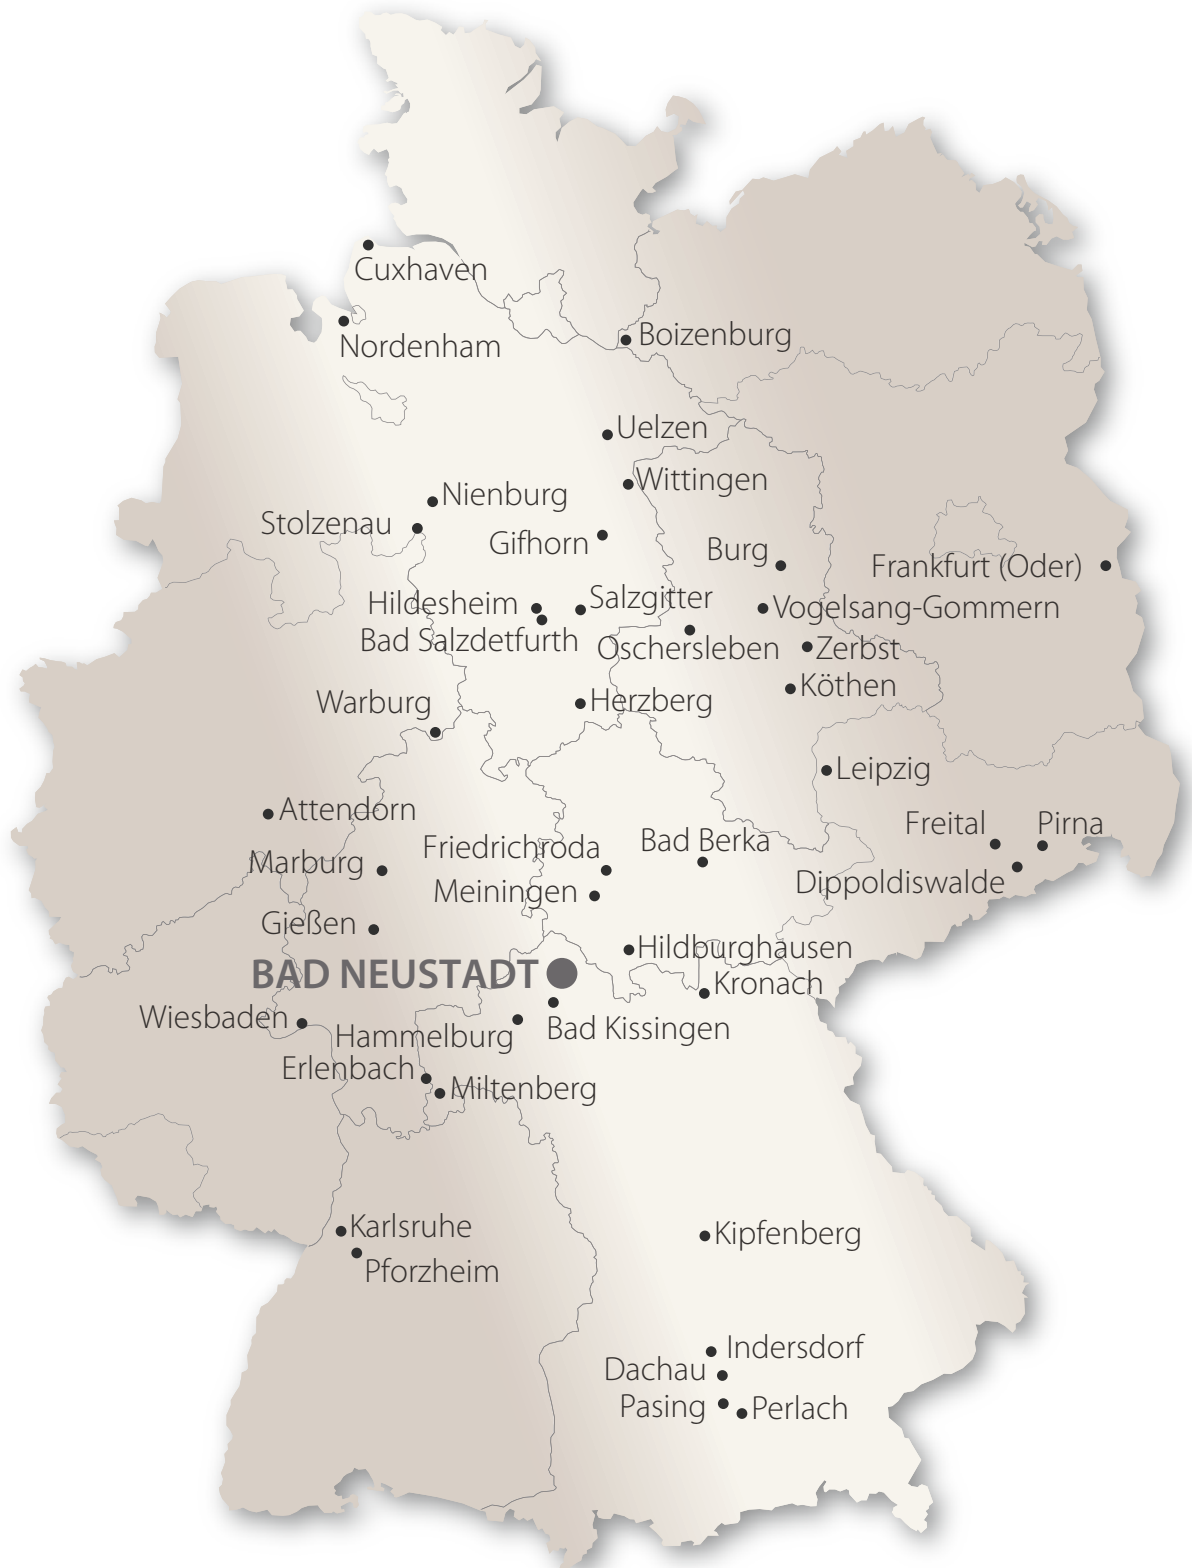 Cuxhaven
Nordenham
Boizenburg
Uelzen
Wittingen
Nienburg
Stolzenau
Gifhorn
Burg
Frankfurt (Oder)
Hildesheim
Salzgitter
Vogelsang-Gommern
Bad Salzdetfurth
Oschersleben
Zerbst
Köthen
Warburg
Herzberg
Leipzig
Attendorn
Freital
Pirna
Marburg
Friedrichroda
Bad Berka
Meiningen
Dippoldiswalde
Gießen
Hildburghausen
BAD NEUSTADT
Kronach
Wiesbaden
Hammelburg
Bad Kissingen
Erlenbach
Miltenberg
Karlsruhe
Kipfenberg
Pforzheim
Indersdorf
Dachau
Pasing
Perlach